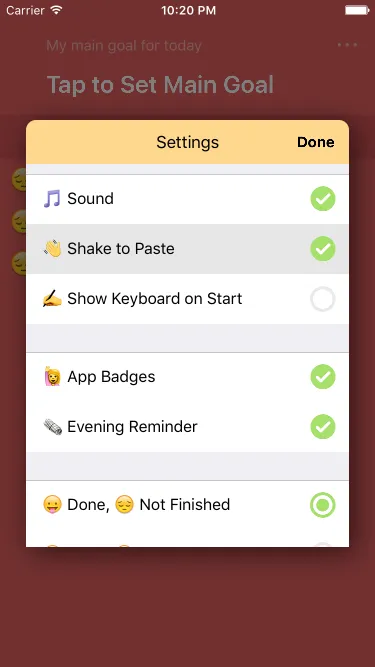 Carrier 10:20 PM
My main goal for today
Tap to Set Main Goal
Settings Done
🎵 Sound
👋 Shake to Paste
✍️ Show Keyboard on Start
🙋 App Badges
🗞 Evening Reminder
😀 Done, 😔 Not Finished